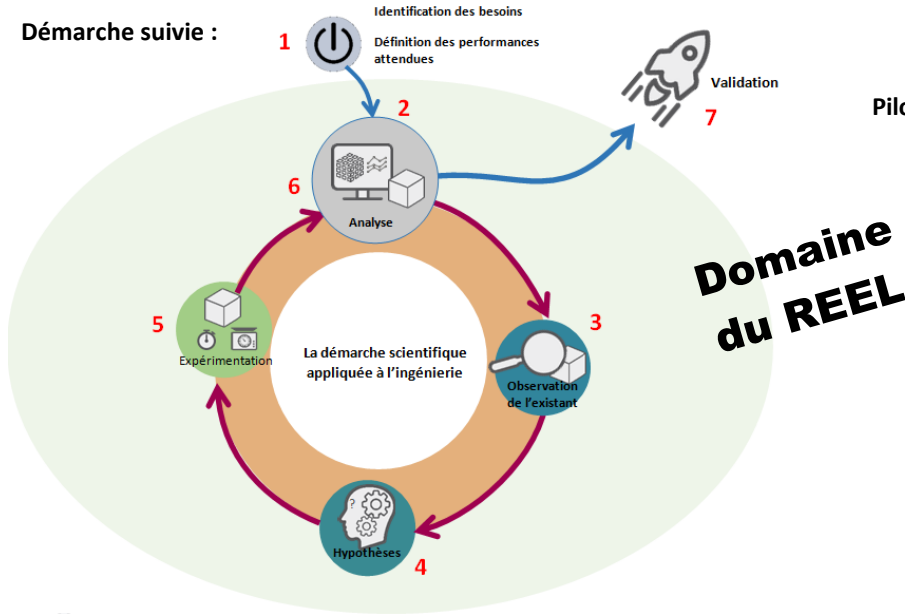 Démarche suivie :
1
Identification des besoins
Définition des performances
attendues
2
Validation
7
Pilo
6
Analyse
Domaine
du REEL
5
Expérimentation
3
La démarche scientifique
appliquée à l'ingénierie
Observation
de l'existant
?
Hypothèses
4